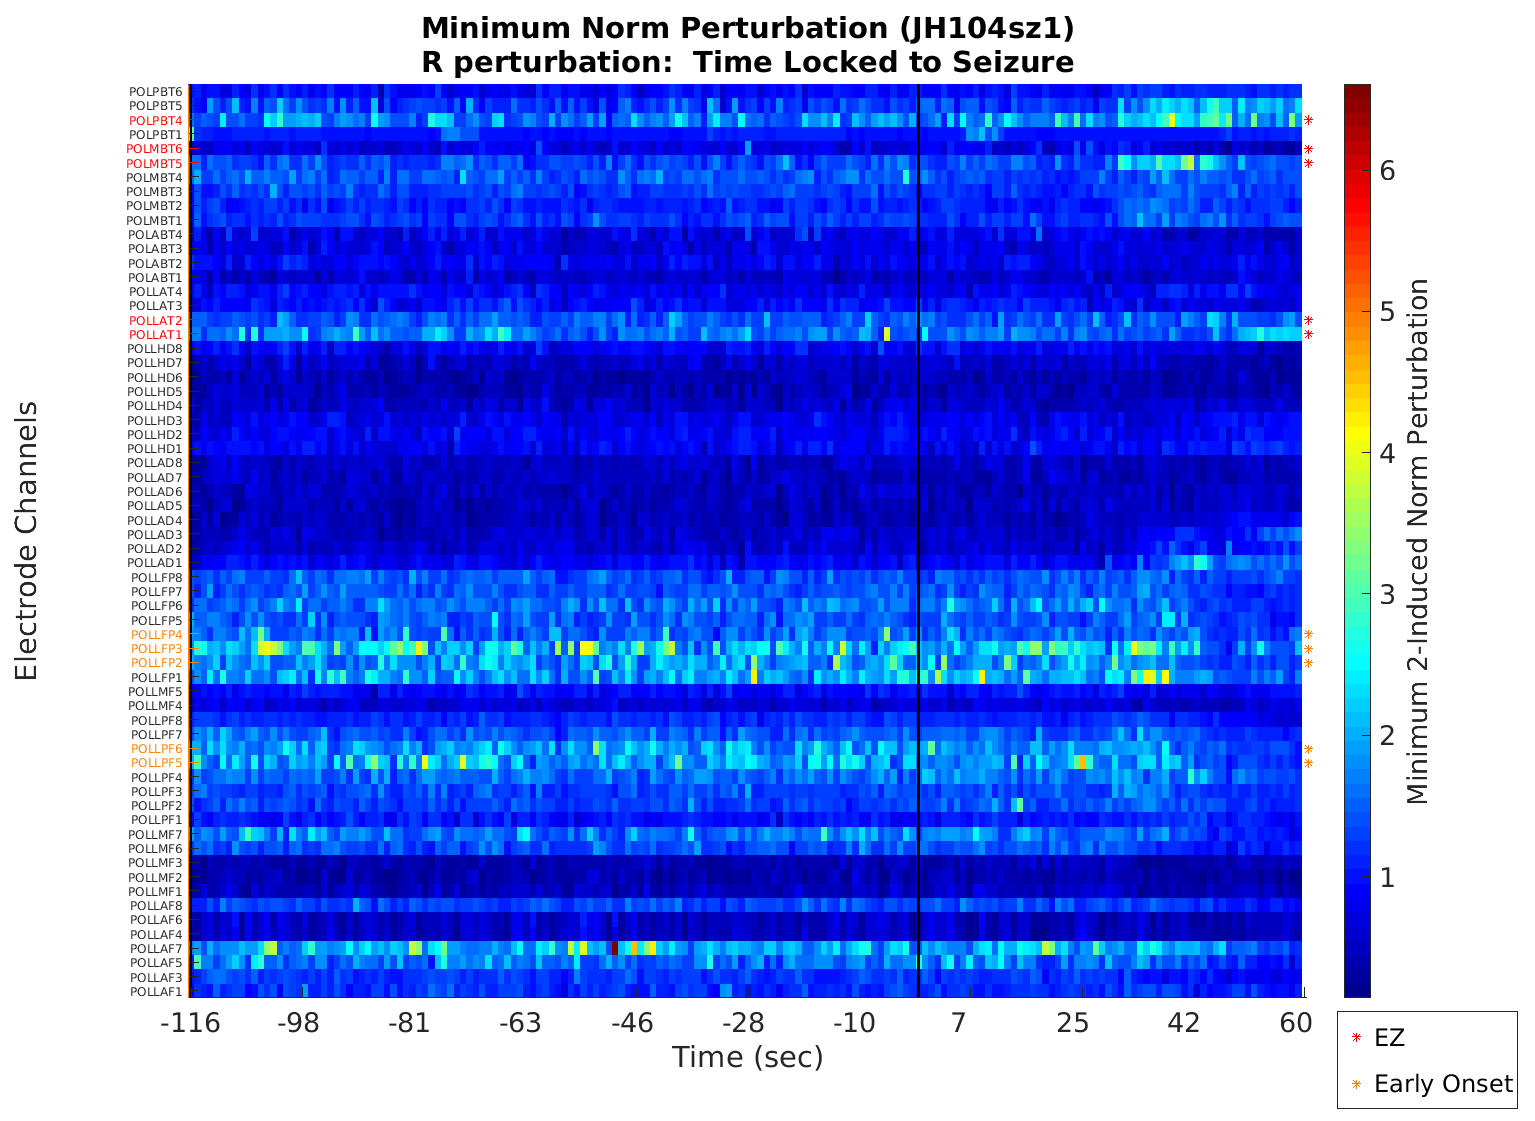 Minimum Norm Perturbation (JH104sz1)
R perturbation:  Time Locked to Seizure
Electrode Channels
POLPBT6
POLPBT5
POLPBT4
POLPBT1
POLMBT6
POLMBT5
POLMBT4
POLMBT3
POLMBT2
POLMBT1
POLABT4
POLABT3
POLABT2
POLABT1
POLLAT4
POLLAT3
POLLAT2
POLLAT1
POLLHD8
POLLHD7
POLLHD6
POLLHD5
POLLHD4
POLLHD3
POLLHD2
POLLHD1
POLLAD8
POLLAD7
POLLAD6
POLLAD5
POLLAD4
POLLAD3
POLLAD2
POLLAD1
POLLFP8
POLLFP7
POLLFP6
POLLFP5
POLLFP4
POLLFP3
POLLFP2
POLLFP1
POLLMF5
POLLMF4
POLLPF8
POLLPF7
POLLPF6
POLLPF5
POLLPF4
POLLPF3
POLLPF2
POLLPF1
POLLMF7
POLLMF6
POLLMF3
POLLMF2
POLLMF1
POLLAF8
POLLAF6
POLLAF4
POLLAF7
POLLAF5
POLLAF3
POLLAF1
-116 -98 -81 -63 -46 -28 -10 7 25 42 60
Time (sec)
6
5
4
3
2
1
Minimum 2-Induced Norm Perturbation
EZ
Early Onset